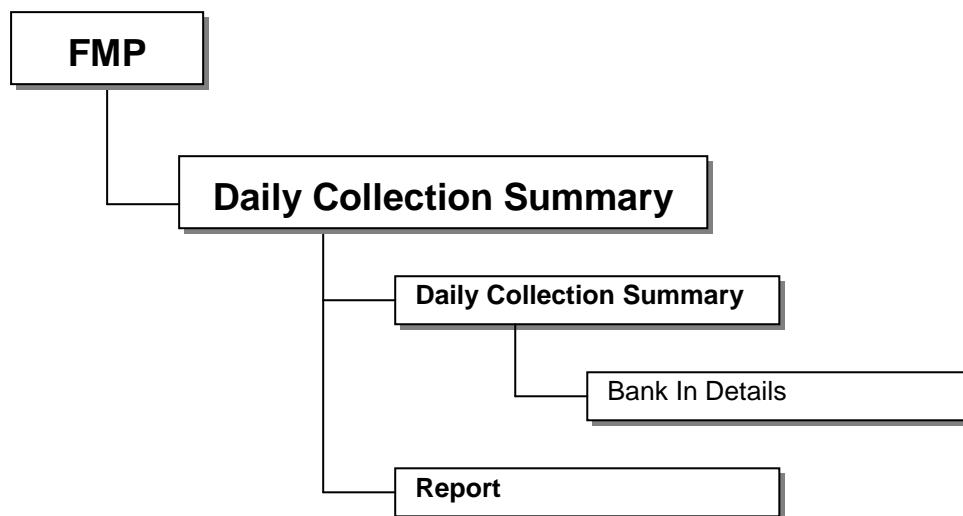 FMP
Daily Collection Summary
Daily Collection Summary
Bank In Details
Report